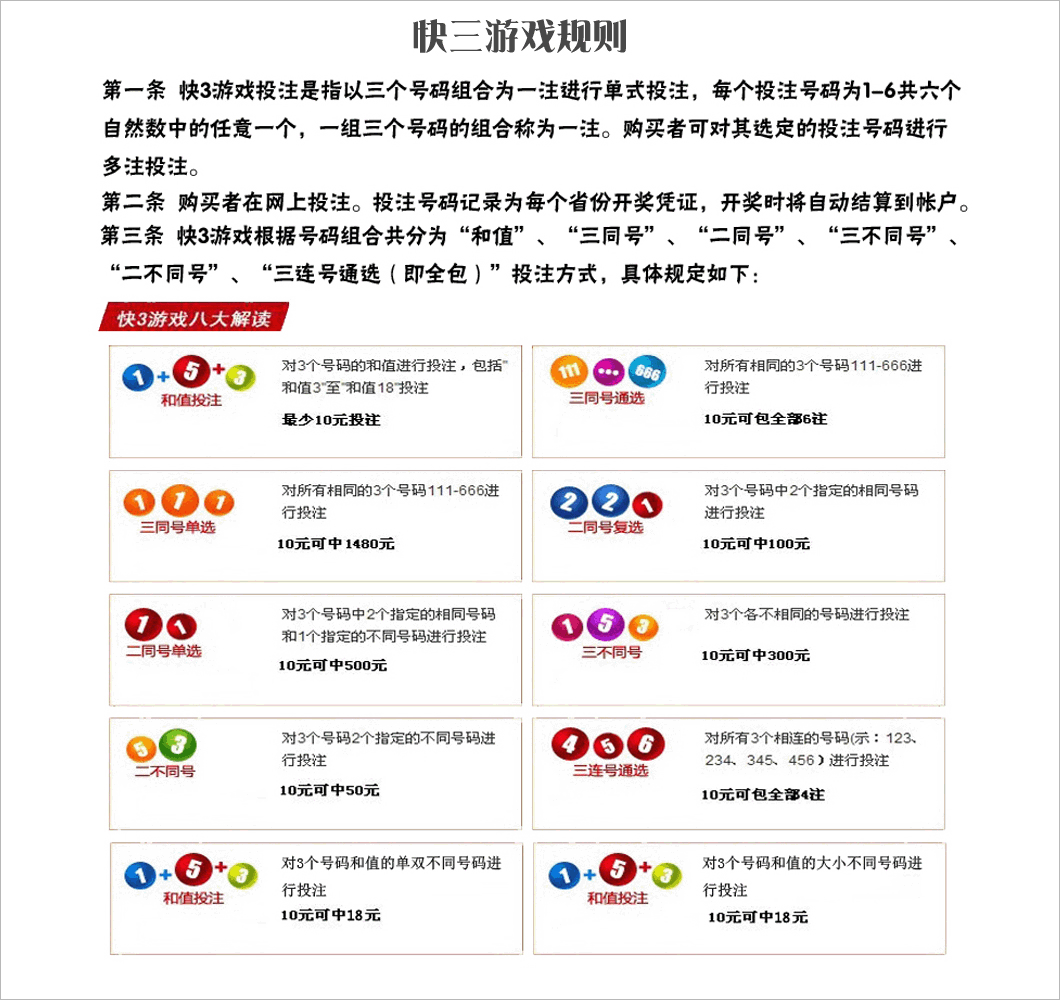 快三游戏规则
第一条 快3游戏投注是指以三个号码组合为一注进行单式投注，每个投注号码为1-6共六个
自然数中的任意一个，一组三个号码的组合称为一注。购买者可对其选定的投注号码进行
多注投注。
第二条 购买者在网上投注。投注号码记录为每个省份开奖凭证，开奖时将自动结算到帐户。
第三条 快3游戏根据号码组合共分为“和值”、“三同号”、“二同号”、“三不同号”、
“二不同号”、“三连号通选（即全包）”投注方式，具体规定如下：
快3游戏八大解读
1+5+3
和值投注
对3个号码的和值进行投注，包括"
和值3"至"和值18"投注
最少10元投注
111 ••• 666
三同号通选
对所有相同的3个号码111-666进
行投注
10元可包全部6注
1 1 1
三同号单选
对所有相同的3个号码111-666进
行投注
10元可中1480元
2 2 1
二同号复选
对3个号码中2个指定的相同号码
进行投注
10元可中100元
1 1
二同号单选
对3个号码中2个指定的相同号码
和1个指定的不同号码进行投注
10元可中500元
1 5 3
三不同号
对3个各不相同的号码进行投注
10元可中300元
5 3
二不同号
对3个号码2个指定的不同号码进
行投注
10元可中50元
4 5 6
三连号通选
对所有3个相连的号码(示：123、
234、345、456）进行投注
10元可包全部4注
1+5+3
和值投注
对3个号码和值的单双不同号码进
行投注
10元可中18元
1+5+3
和值投注
对3个号码和值的大小不同号码进
行投注
10元可中18元